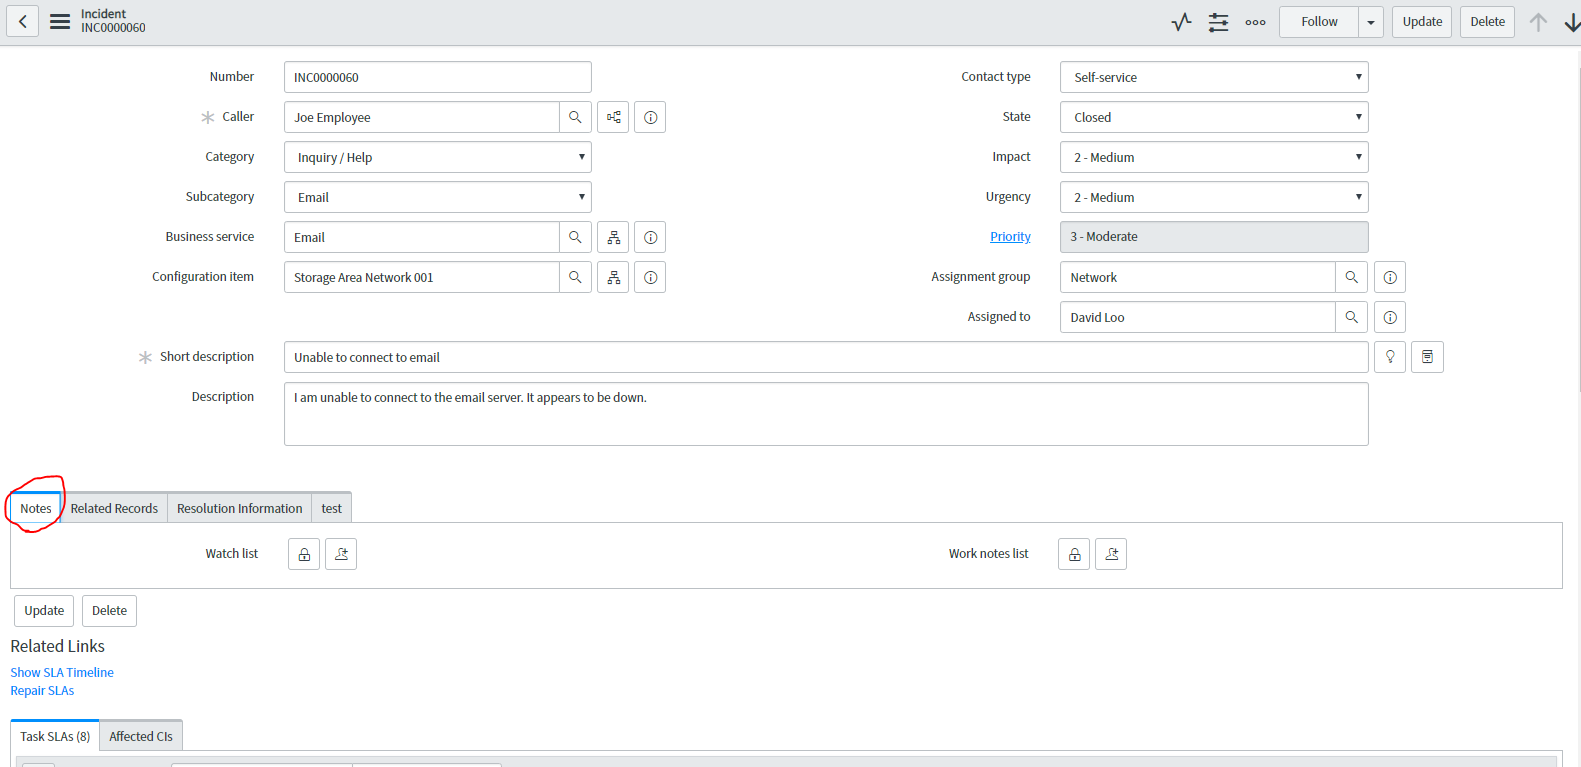 Incident
INC0000060
Follow
Update
Delete
Number INC0000060
Contact type Self-service
Caller Joe Employee
State Closed
Category Inquiry / Help
Impact 2 - Medium
Subcategory Email
Urgency 2 - Medium
Business service Email
Priority 3 - Moderate
Configuration item Storage Area Network 001
Assignment group Network
Assigned to David Loo
Short description Unable to connect to email
Description I am unable to connect to the email server. It appears to be down.
Notes Related Records Resolution Information test
Watch list
Work notes list
Update Delete
Related Links
Show SLA Timeline
Repair SLAs
Task SLAs (8) Affected CIs